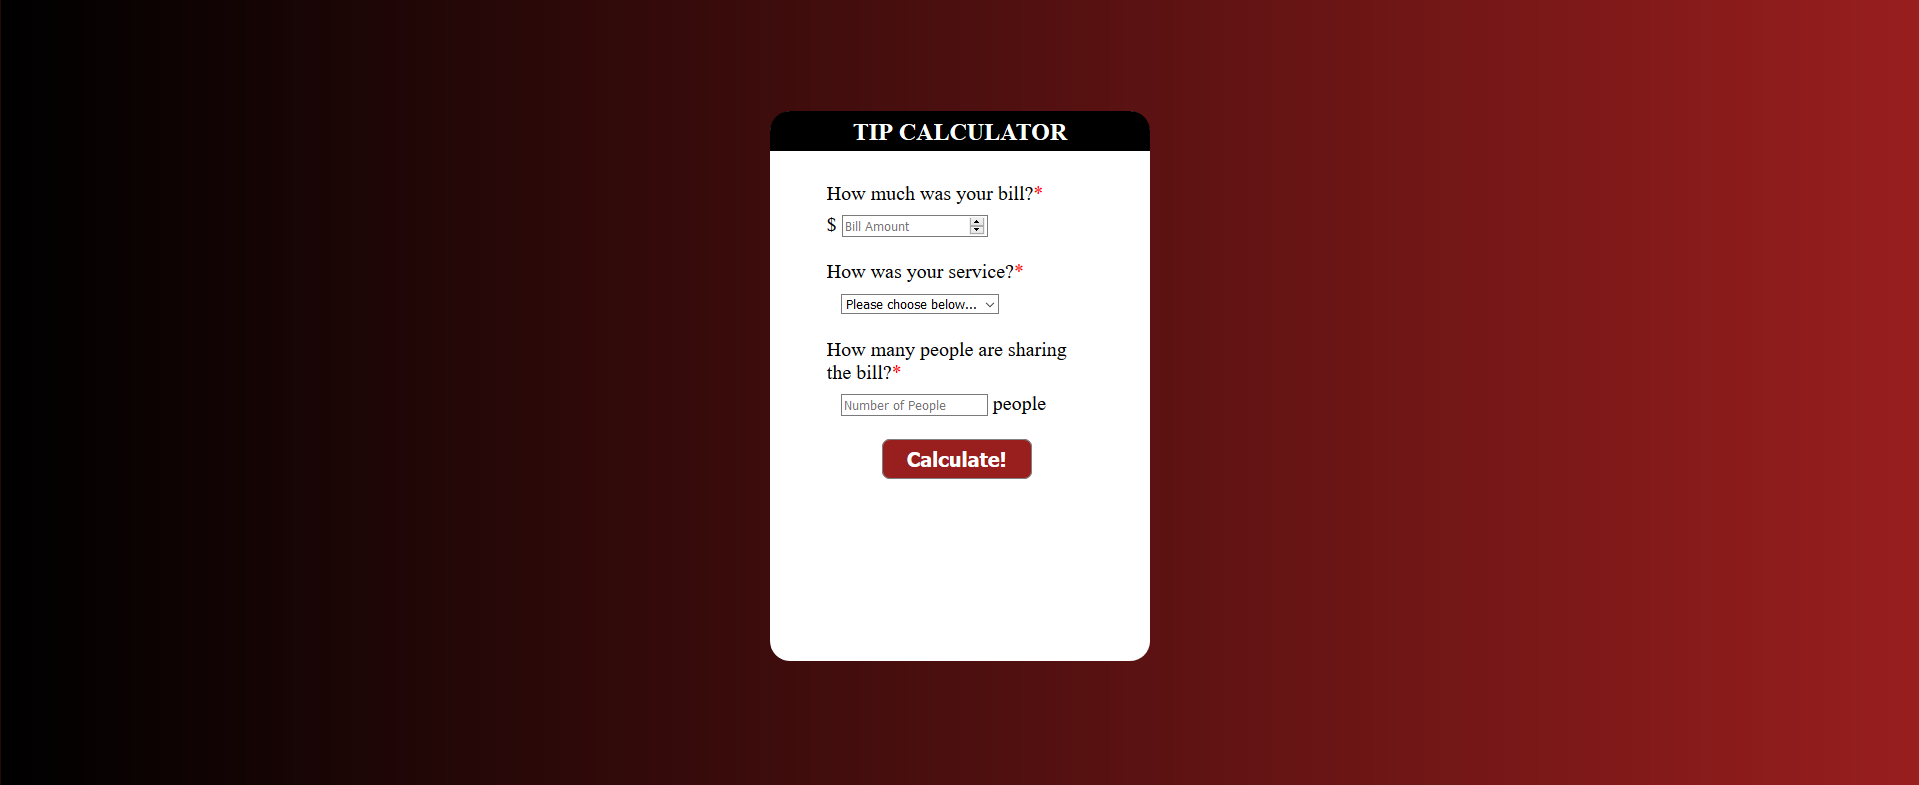 TIP CALCULATOR
How much was your bill?*
$ Bill Amount
How was your service?*
Please choose below...
How many people are sharing
the bill?*
Number of People people
Calculate!